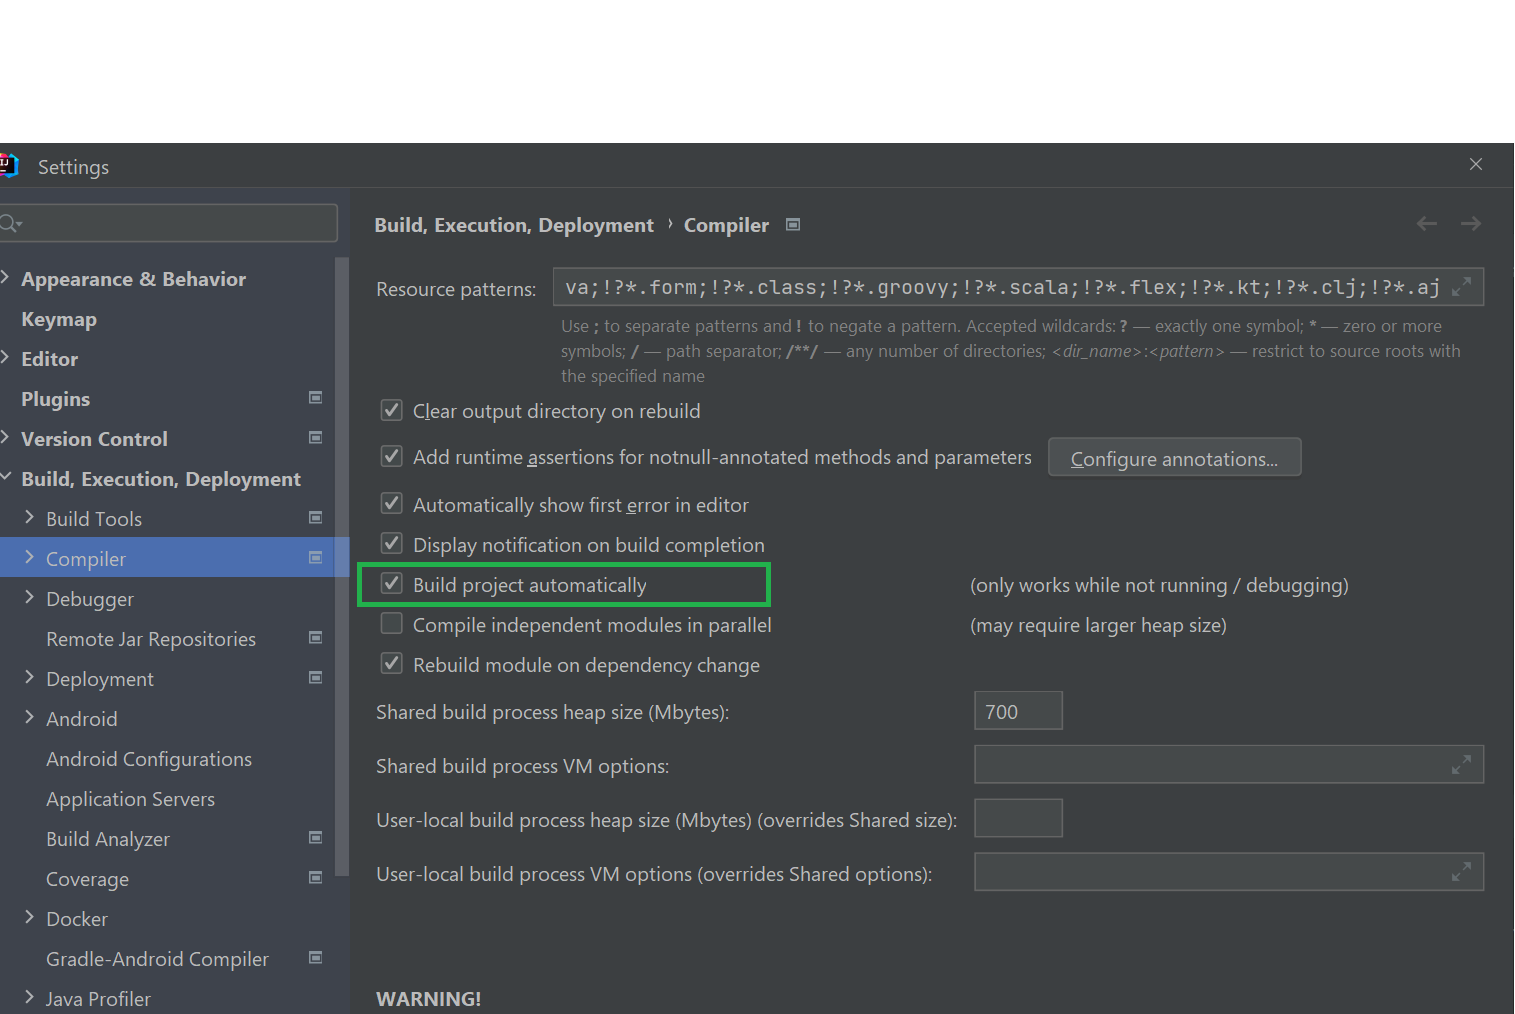 Settings
Appearance & Behavior
Keymap
Editor
Plugins
Version Control
Build, Execution, Deployment
Build Tools
Compiler
Debugger
Remote Jar Repositories
Deployment
Android
Android Configurations
Application Servers
Build Analyzer
Coverage
Docker
Gradle-Android Compiler
Java Profiler
Build, Execution, Deployment › Compiler
Resource patterns: va;!?*.form;!?*.class;!?*.groovy;!?*.scala;!?*.flex;!?*.kt;!?*.clj;!?*.aj
Use ; to separate patterns and ! to negate a pattern. Accepted wildcards: ? — exactly one symbol; * — zero or more
symbols; / — path separator; /**/ — any number of directories; <dir_name>:<pattern> — restrict to source roots with
the specified name
Clear output directory on rebuild
Add runtime assertions for notnull-annotated methods and parameters Configure annotations...
Automatically show first error in editor
Display notification on build completion
Build project automatically (only works while not running / debugging)
Compile independent modules in parallel (may require larger heap size)
Rebuild module on dependency change
Shared build process heap size (Mbytes): 700
Shared build process VM options:
User-local build process heap size (Mbytes) (overrides Shared size):
User-local build process VM options (overrides Shared options):
WARNING!